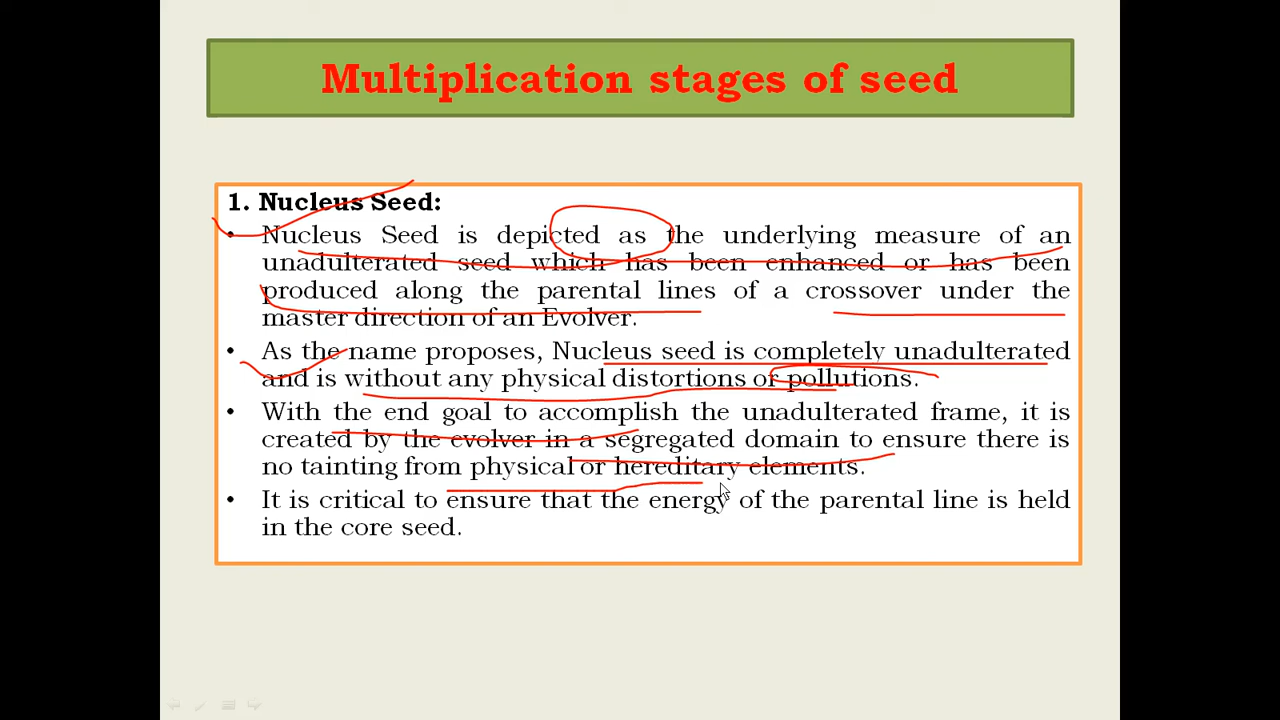 Multiplication stages of seed
1. Nucleus Seed:
• Nucleus Seed is depicted as the underlying measure of an
unadulterated seed which has been enhanced or has been
produced along the parental lines of a crossover under the
master direction of an Evolver.
• As the name proposes, Nucleus seed is completely unadulterated
and is without any physical distortions or pollutions.
• With the end goal to accomplish the unadulterated frame, it is
created by the evolver in a segregated domain to ensure there is
no tainting from physical or hereditary elements.
• It is critical to ensure that the energy of the parental line is held
in the core seed.